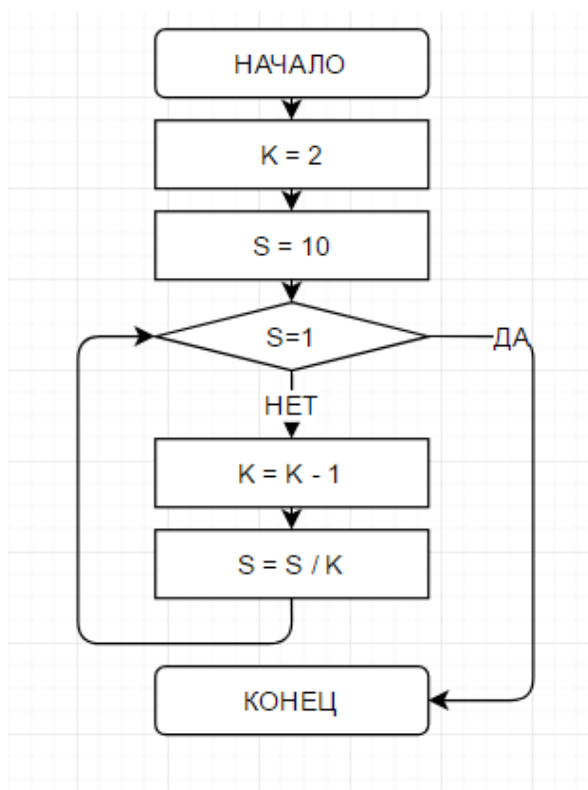 НАЧАЛО
K = 2
S = 10
S=1
ДА
НЕТ
K = K - 1
S = S / K
КОНЕЦ